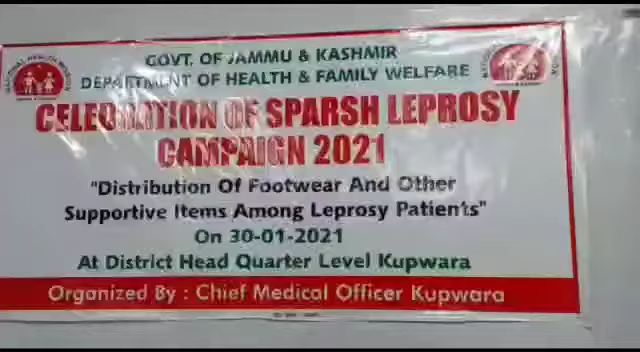 GOVT. OF JAMMU & KASHMIR
DEPARTMENT OF HEALTH & FAMILY WELFARE
CELEBRATION OF SPARSH LEPROSY
CAMPAIGN 2021
"Distribution Of Footwear And Other
Supportive Items Among Leprosy Patients"
On 30-01-2021
At District Head Quarter Level Kupwara
Organized By : Chief Medical Officer Kupwara